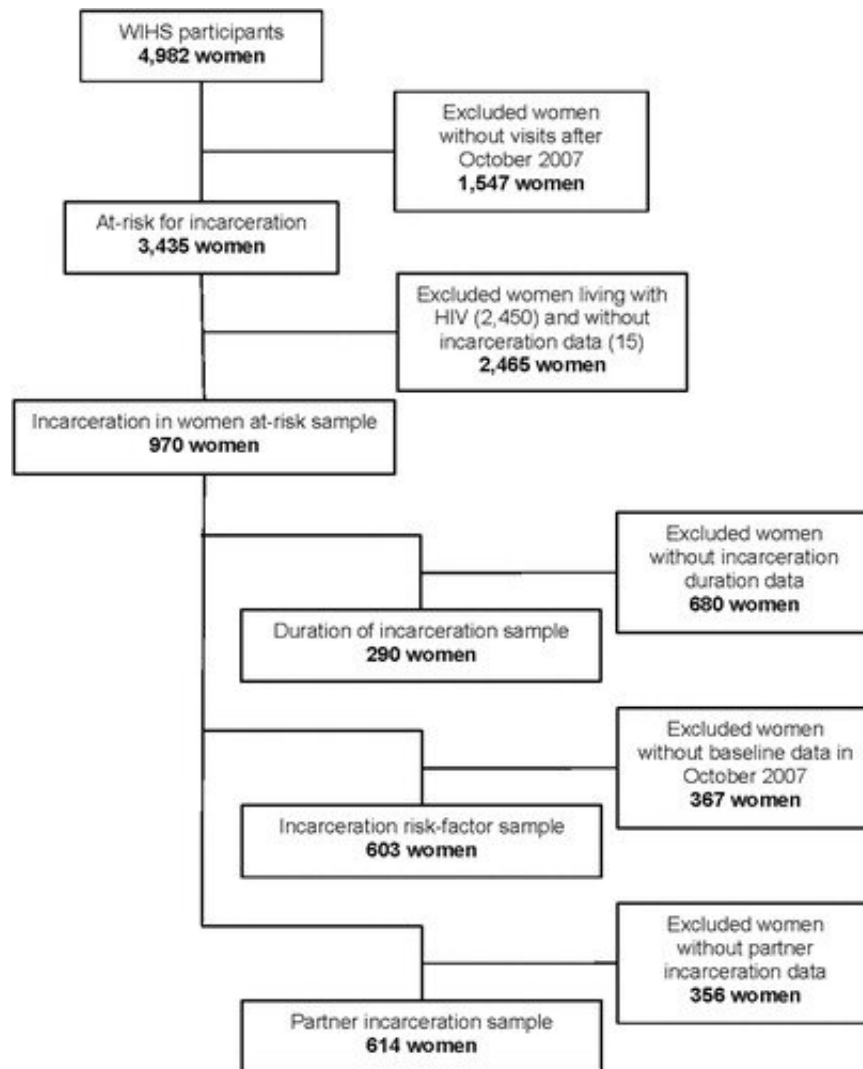 WIHS participants
4,982 women
Excluded women
without visits after
October 2007
1,547 women
At-risk for incarceration
3,435 women
Excluded women living with
HIV (2,450) and without
incarceration data (15)
2,465 women
Incarceration in women at-risk sample
970 women
Excluded women
without incarceration
duration data
680 women
Duration of incarceration sample
290 women
Excluded women
without baseline data in
October 2007
367 women
Incarceration risk-factor sample
603 women
Excluded women
without partner
incarceration data
356 women
Partner incarceration sample
614 women